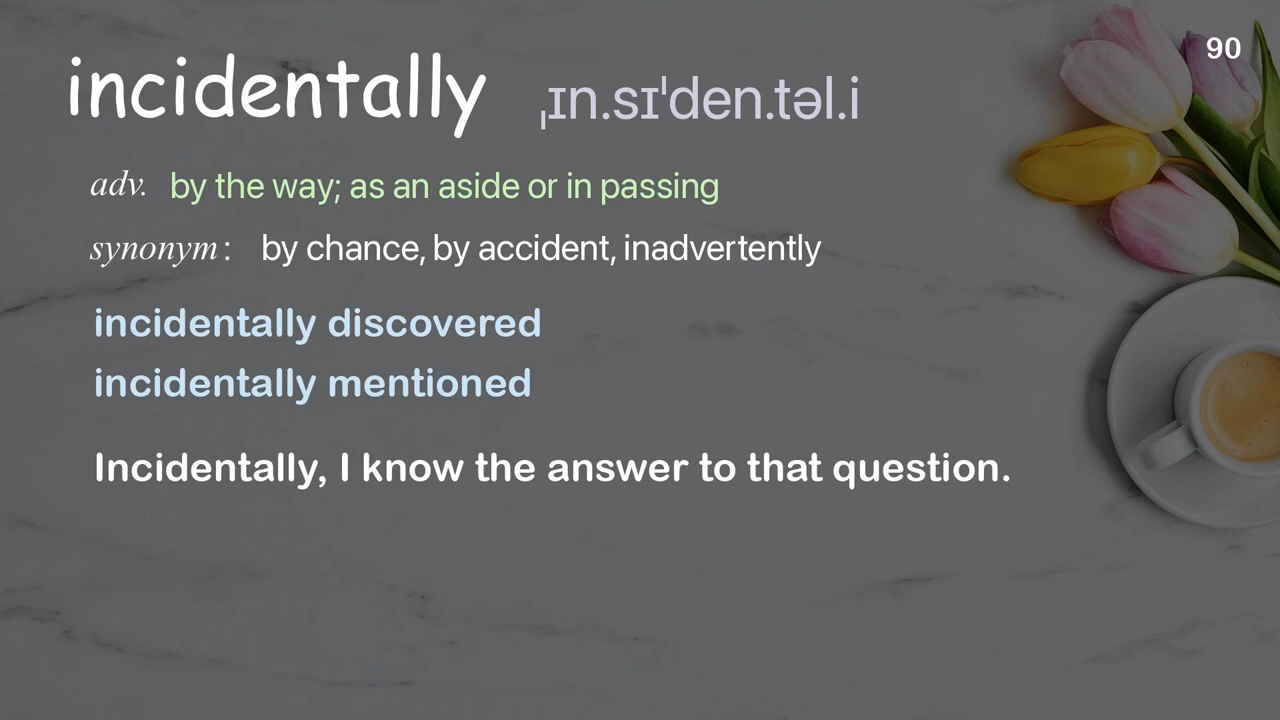 90
incidentally ˌɪn.sɪˈden.təl.i
adv. by the way; as an aside or in passing
synonym: by chance, by accident, inadvertently
incidentally discovered
incidentally mentioned
Incidentally, I know the answer to that question.